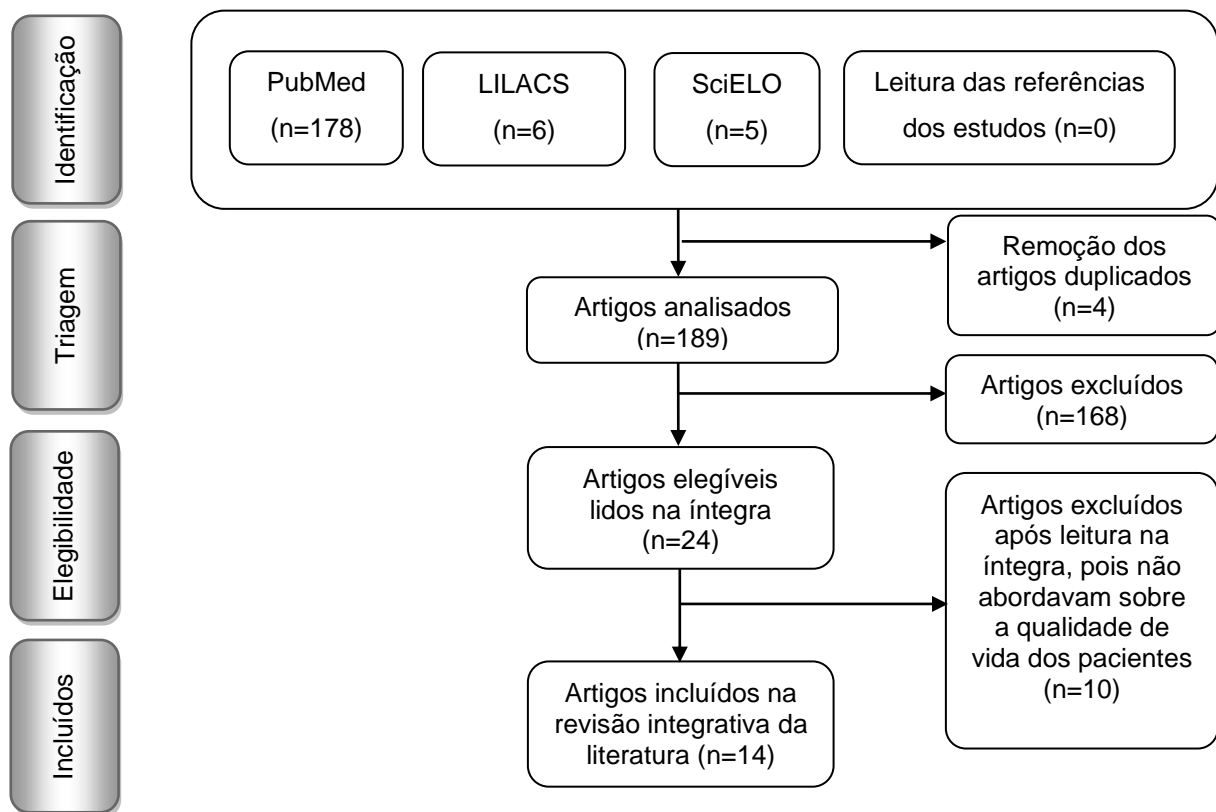 Identificação
PubMed
(n=178)
LILACS
(n=6)
SciELO
(n=5)
Leitura das referências
dos estudos (n=0)
Triagem
Remoção dos
artigos duplicados
(n=4)
Artigos analisados
(n=189)
Artigos excluídos
(n=168)
Elegibilidade
Artigos elegíveis
lidos na íntegra
(n=24)
Artigos excluídos
após leitura na
íntegra, pois não
abordavam sobre
a qualidade de
vida dos pacientes
(n=10)
Incluídos
Artigos incluídos na
revisão integrativa da
literatura (n=14)